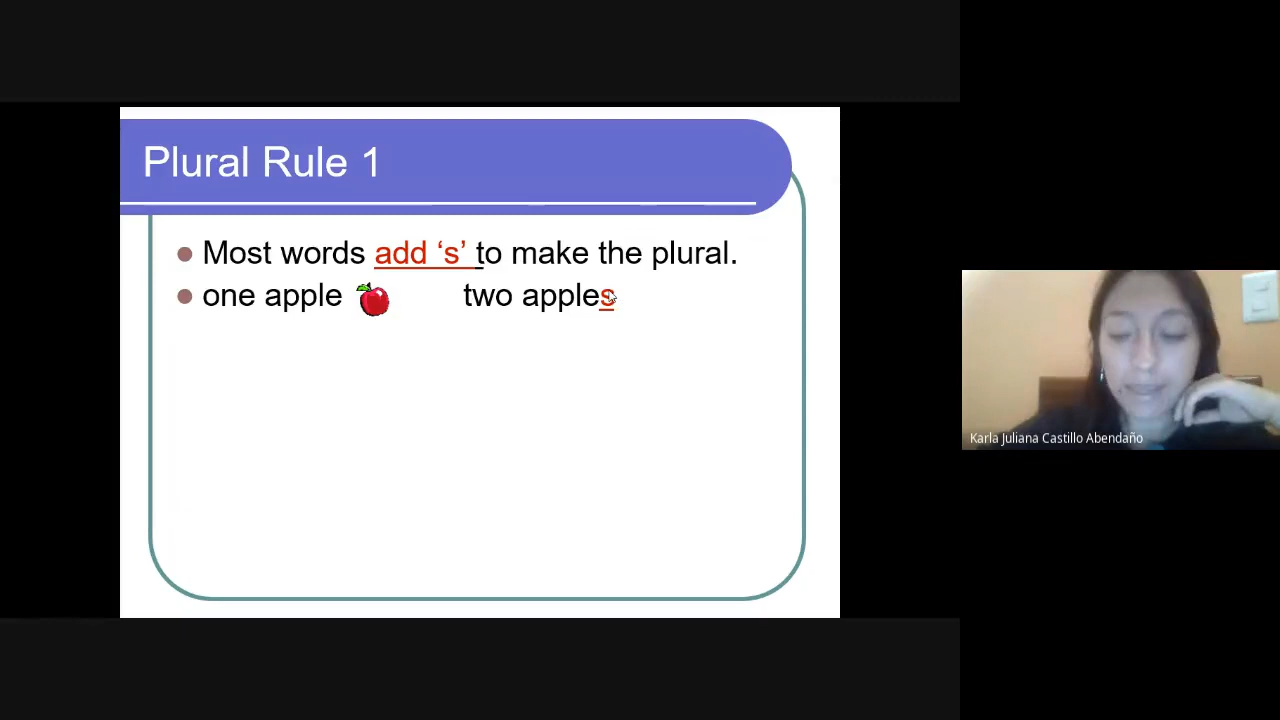 Plural Rule 1
Most words add ‘s’ to make the plural.
one apple two apples
Karla Juliana Castillo Abendaño